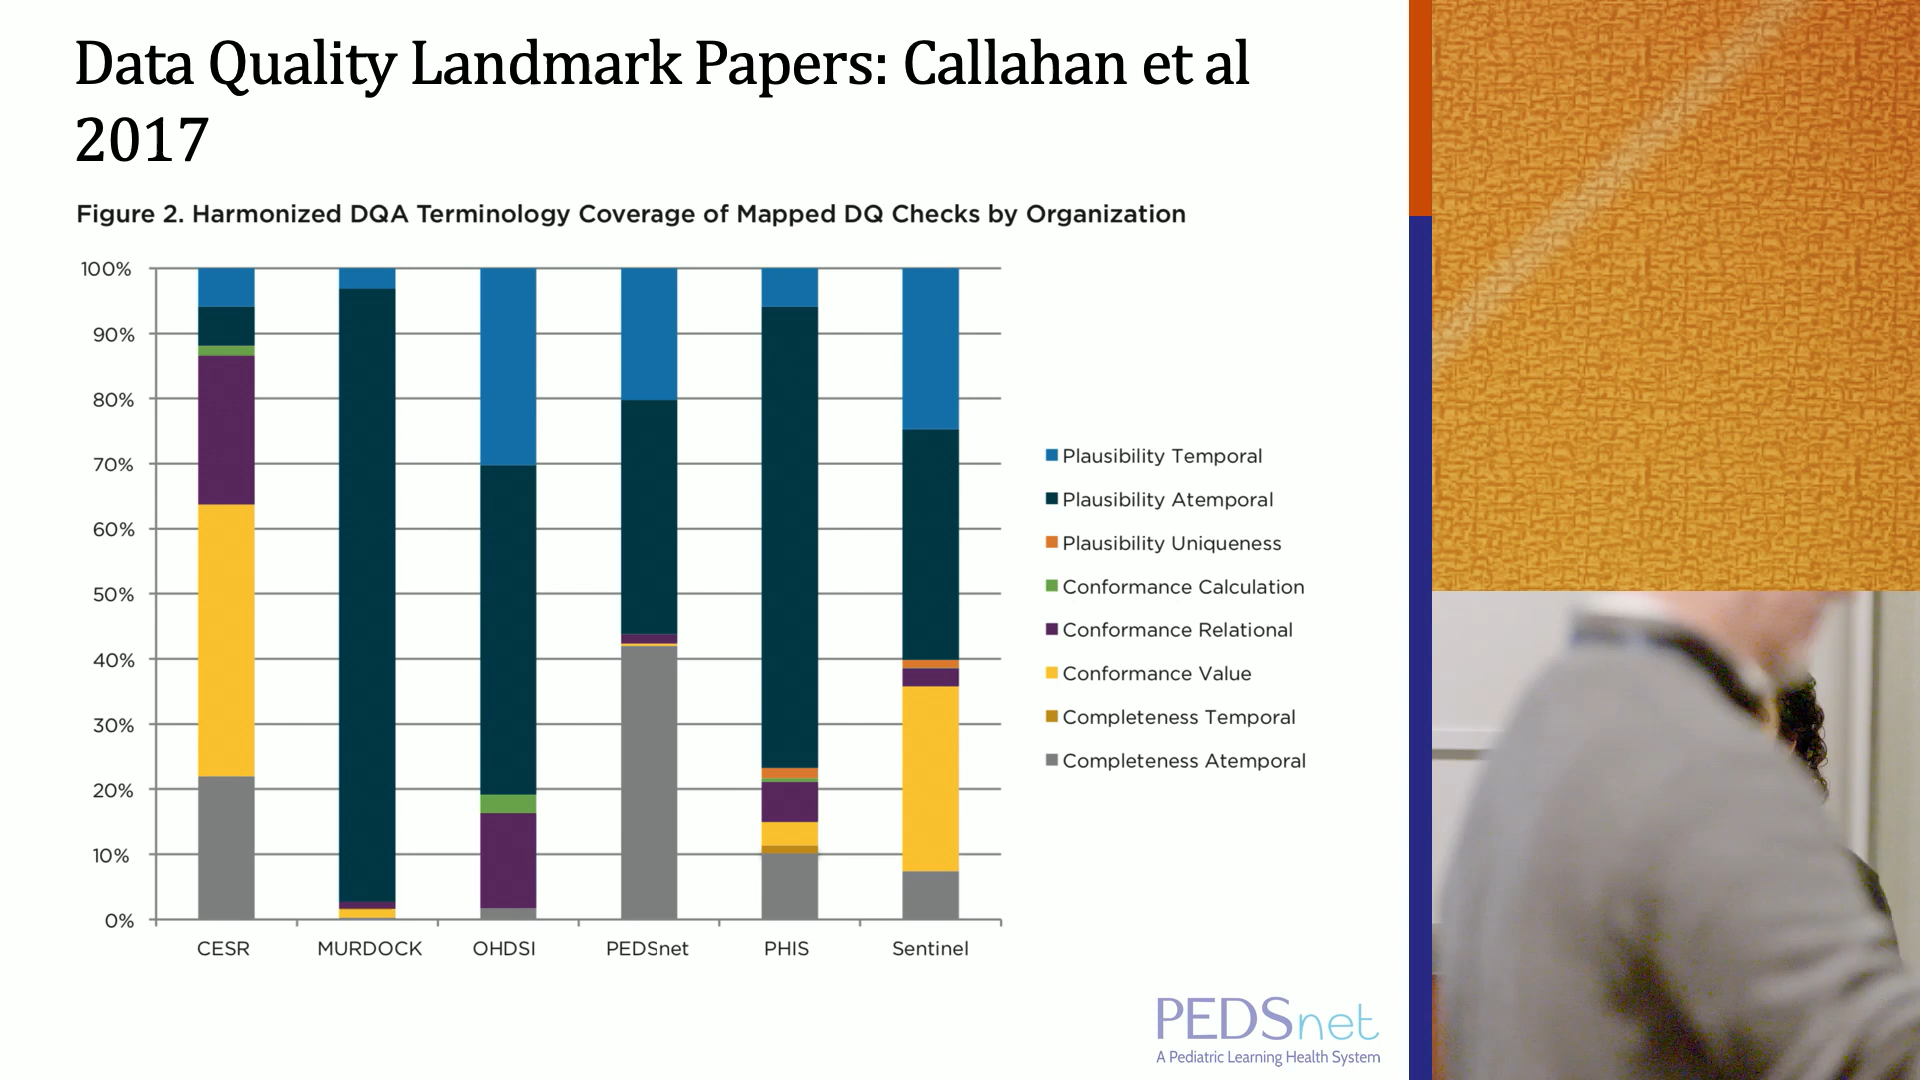 Data Quality Landmark Papers: Callahan et al
2017
Figure 2. Harmonized DQA Terminology Coverage of Mapped DQ Checks by Organization
100%
90%
80%
70%
60%
50%
40%
30%
20%
10%
0%
CESR
MURDOCK
OHDSI
PEDSnet
PHIS
Sentinel
Plausibility Temporal
Plausibility Atemporal
Plausibility Uniqueness
Conformance Calculation
Conformance Relational
Conformance Value
Completeness Temporal
Completeness Atemporal
PEDSnet
A Pediatric Learning Health System